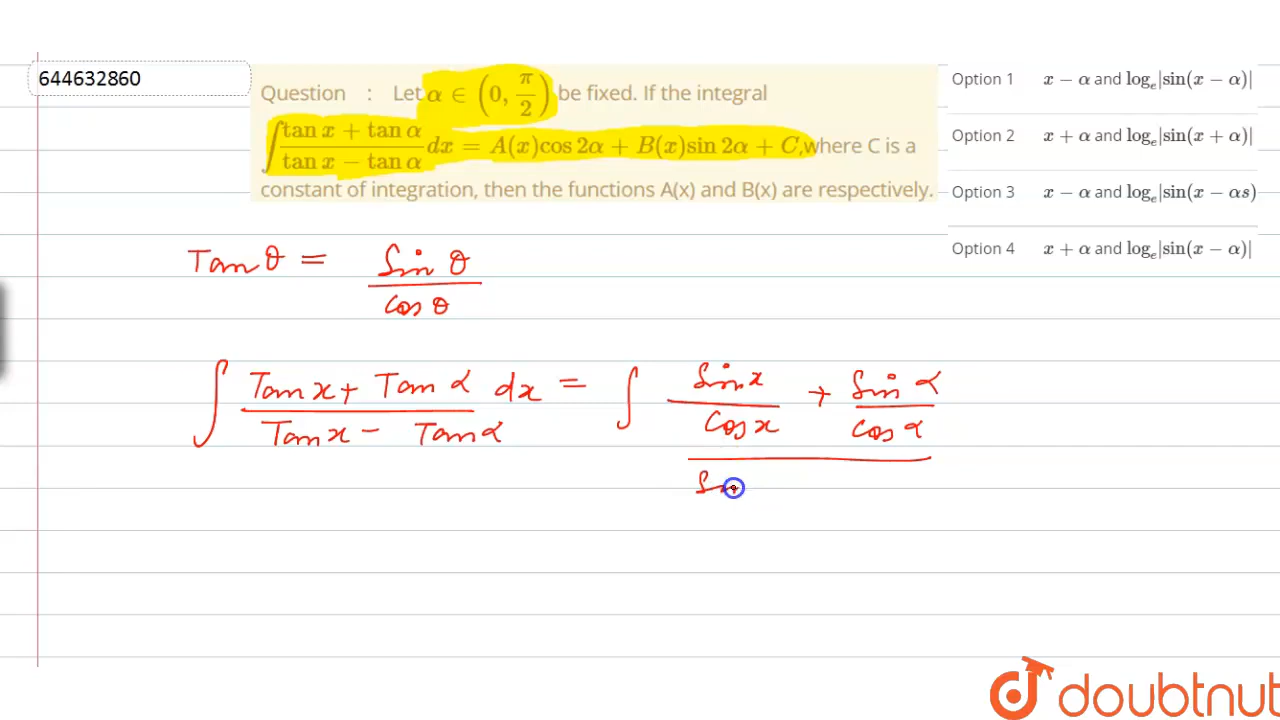 644632860
Question : Let α ∈ (0, π/2) be fixed. If the integral
∫ (tan x + tan α)/(tan x − tan α) dx = A(x)cos 2α + B(x)sin 2α + C,where C is a
constant of integration, then the functions A(x) and B(x) are respectively.
Option 1 x − α and logₑ|sin(x − α)|
Option 2 x + α and logₑ|sin(x + α)|
Option 3 x − α and logₑ|sin(x − αs)
Option 4 x + α and logₑ|sin(x − α)|
Tan θ = Sin θ / Cos θ
∫ (Tan x + Tan α)/(Tan x − Tan α) dx = ∫ (Sin x / Cos x + Sin α / Cos α) /
doubtnut